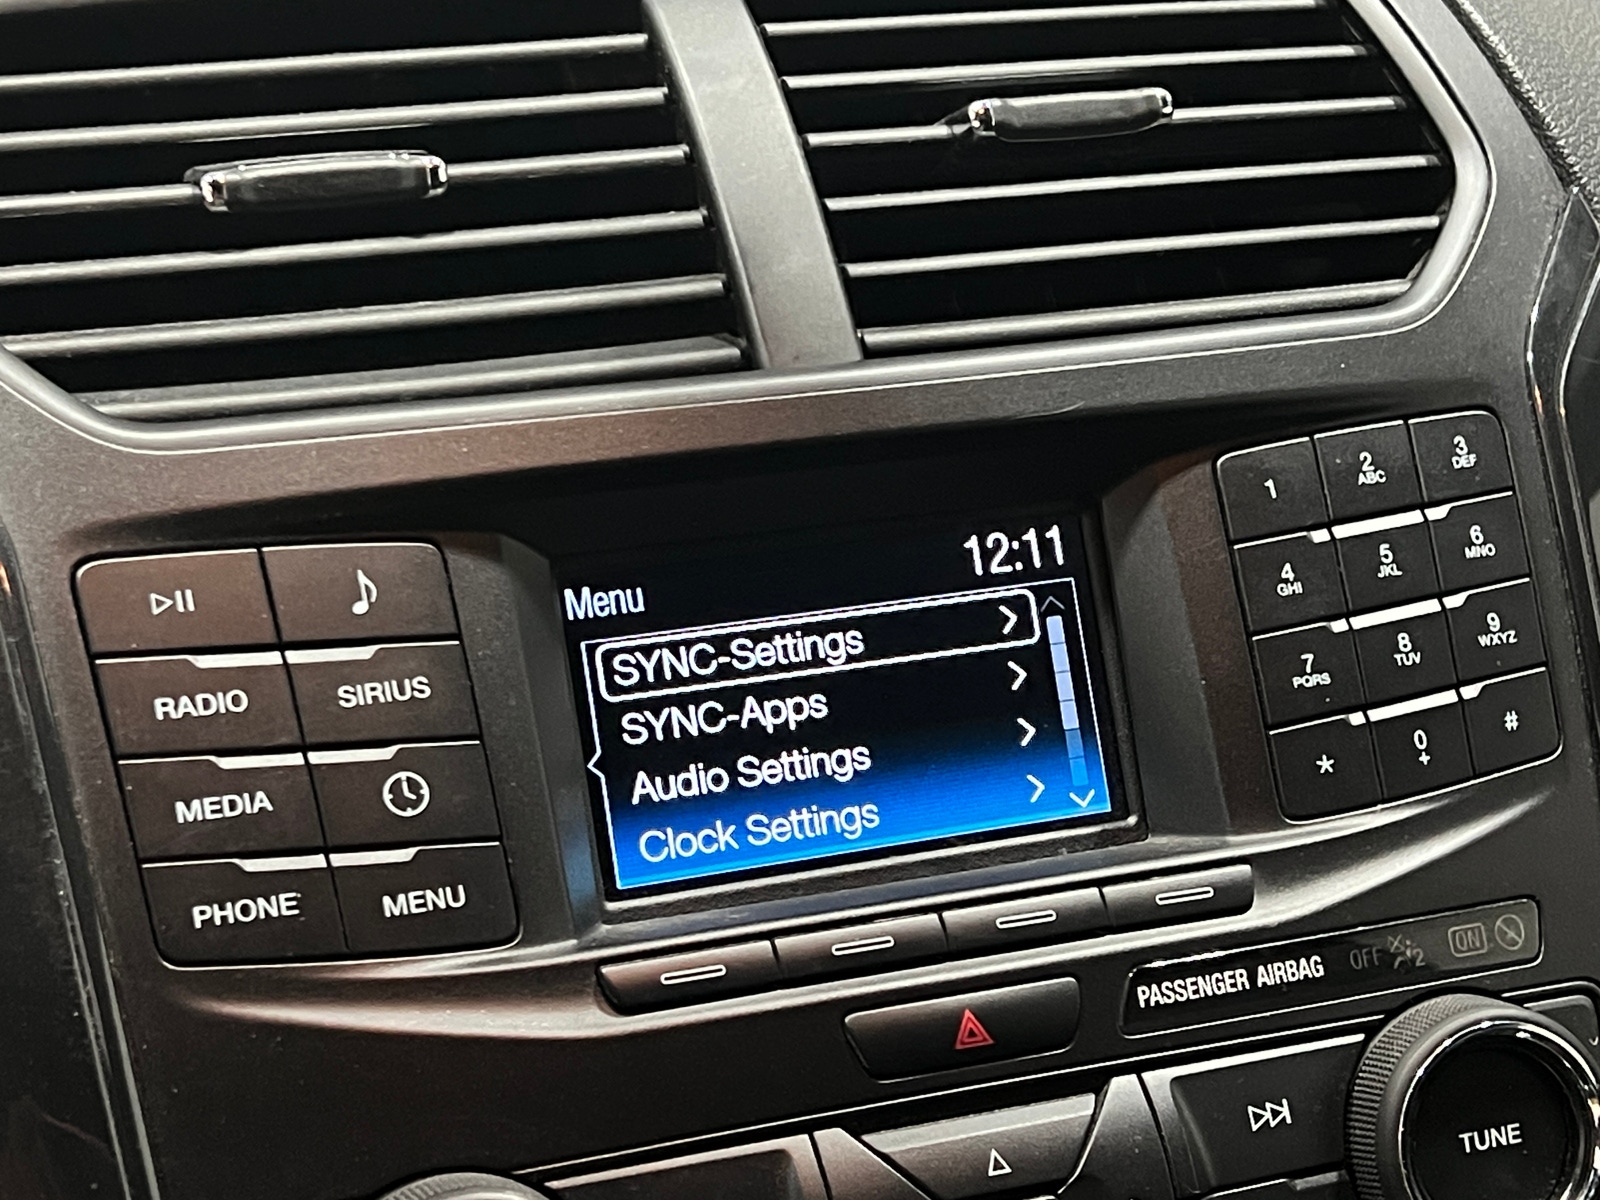 12:11
Menu
SYNC-Settings
SYNC-Apps
Audio Settings
Clock Settings
RADIO
SIRIUS
MEDIA
PHONE
MENU
1
2
ABC
3
DEF
4
GHI
5
JKL
6
MNO
7
PQRS
8
TUV
9
WXYZ
*
0
+
#
PASSENGER AIRBAG
OFF
2
ON
TUNE